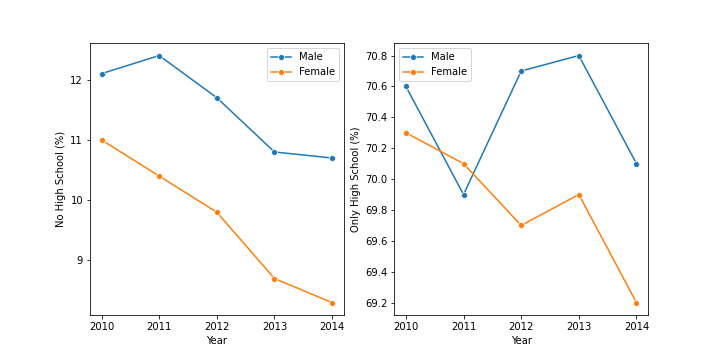 No High School (%)
12
11
10
9
Male
Female
2010 2011 2012 2013 2014
Year
Only High School (%)
70.8
70.6
70.4
70.2
70.0
69.8
69.6
69.4
69.2
Male
Female
2010 2011 2012 2013 2014
Year